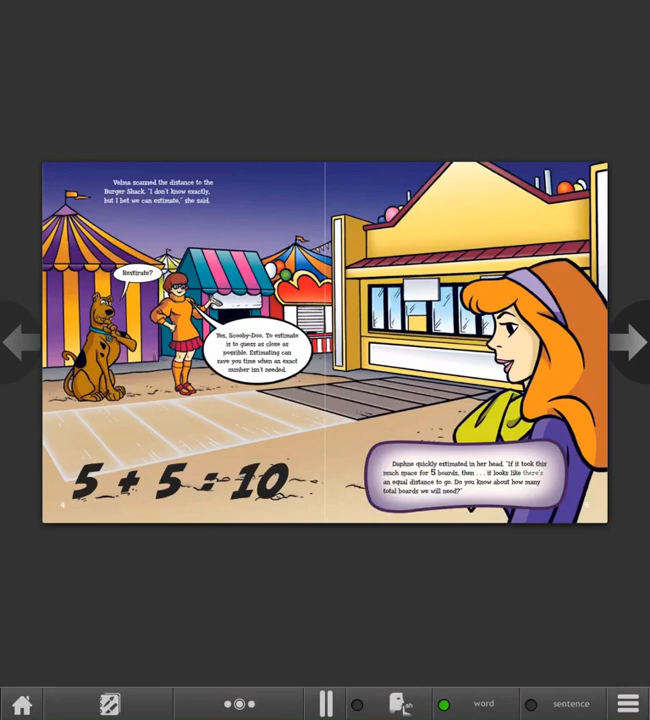 Velma scanned the distance to the
Burger Shack. "I don't know exactly,
but I bet we can estimate," she said.
Restirate?
Yes, Scooby-Doo. To estimate
is to guess as close as
possible. Estimating can
save you time when an exact
number isn't needed.
5 + 5 = 10
Daphne quickly estimated in her head. "If it took this
much space for 5 boards, then . . . it looks like there's
an equal distance to go. Do you know about how many
total boards we will need?"
sh
word
sentence